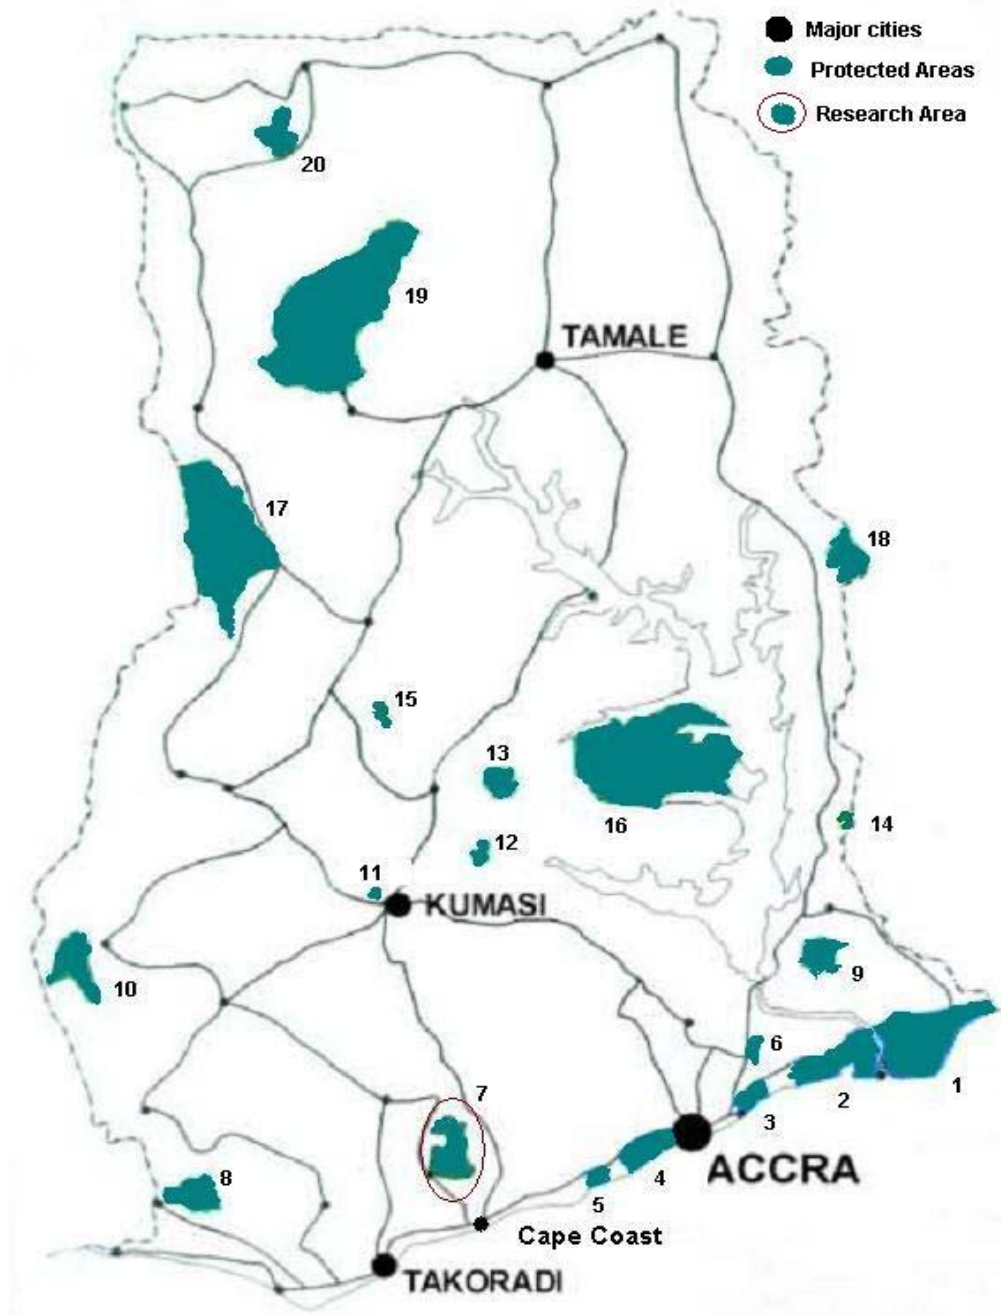 Major cities
Protected Areas
Research Area
20
19
TAMALE
17
18
15
13
16
14
12
11
KUMASI
9
10
6
7
1
2
3
ACCRA
8
4
5
Cape Coast
TAKORADI